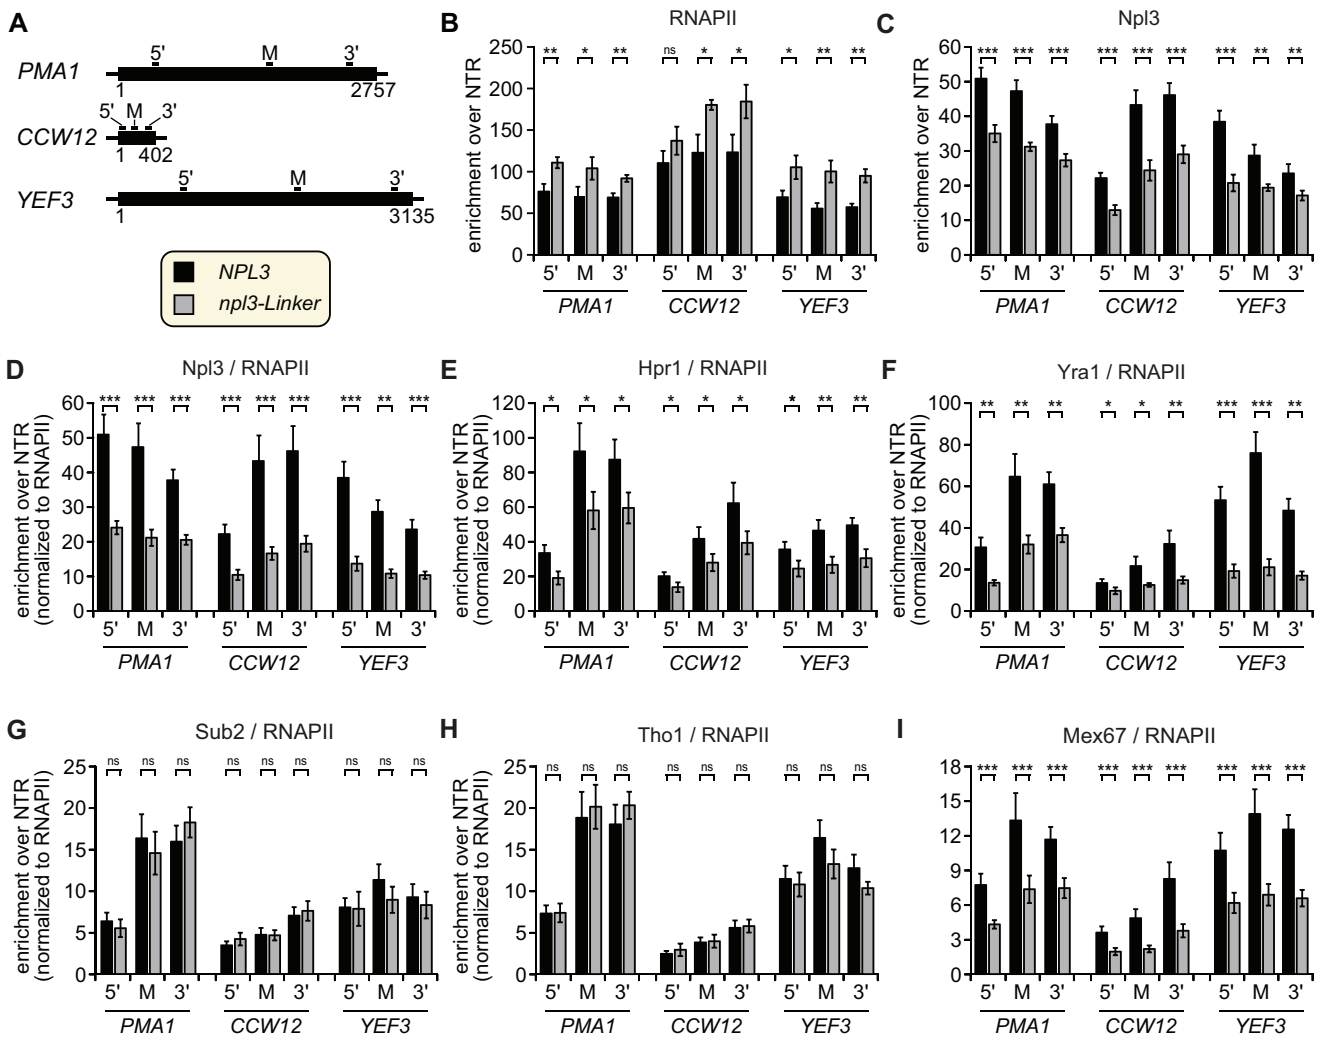 A
5' M 3'
PMA1
1 2757
5' M 3'
CCW12
1 402
5' M 3'
YEF3
1 3135
NPL3
npl3-Linker
B
RNAPII
enrichment over NTR
250
200
150
100
50
0
** * ** ns * * * ** **
5' M 3' 5' M 3' 5' M 3'
PMA1 CCW12 YEF3
C
Npl3
enrichment over NTR
60
50
40
30
20
10
0
*** *** *** *** *** *** *** ** **
5' M 3' 5' M 3' 5' M 3'
PMA1 CCW12 YEF3
D
Npl3 / RNAPII
enrichment over NTR
(normalized to RNAPII)
60
50
40
30
20
10
0
*** *** *** *** *** *** *** ** ***
5' M 3' 5' M 3' 5' M 3'
PMA1 CCW12 YEF3
E
Hpr1 / RNAPII
enrichment over NTR
(normalized to RNAPII)
120
100
80
60
40
20
0
* * * * * * * ** **
5' M 3' 5' M 3' 5' M 3'
PMA1 CCW12 YEF3
F
Yra1 / RNAPII
enrichment over NTR
(normalized to RNAPII)
100
80
60
40
20
0
** ** ** * * ** *** *** **
5' M 3' 5' M 3' 5' M 3'
PMA1 CCW12 YEF3
G
Sub2 / RNAPII
enrichment over NTR
(normalized to RNAPII)
25
20
15
10
5
0
ns ns ns ns ns ns ns ns ns
5' M 3' 5' M 3' 5' M 3'
PMA1 CCW12 YEF3
H
Tho1 / RNAPII
enrichment over NTR
(normalized to RNAPII)
25
20
15
10
5
0
ns ns ns ns ns ns ns ns ns
5' M 3' 5' M 3' 5' M 3'
PMA1 CCW12 YEF3
I
Mex67 / RNAPII
enrichment over NTR
(normalized to RNAPII)
18
15
12
9
6
3
0
*** *** *** *** *** *** *** *** ***
5' M 3' 5' M 3' 5' M 3'
PMA1 CCW12 YEF3